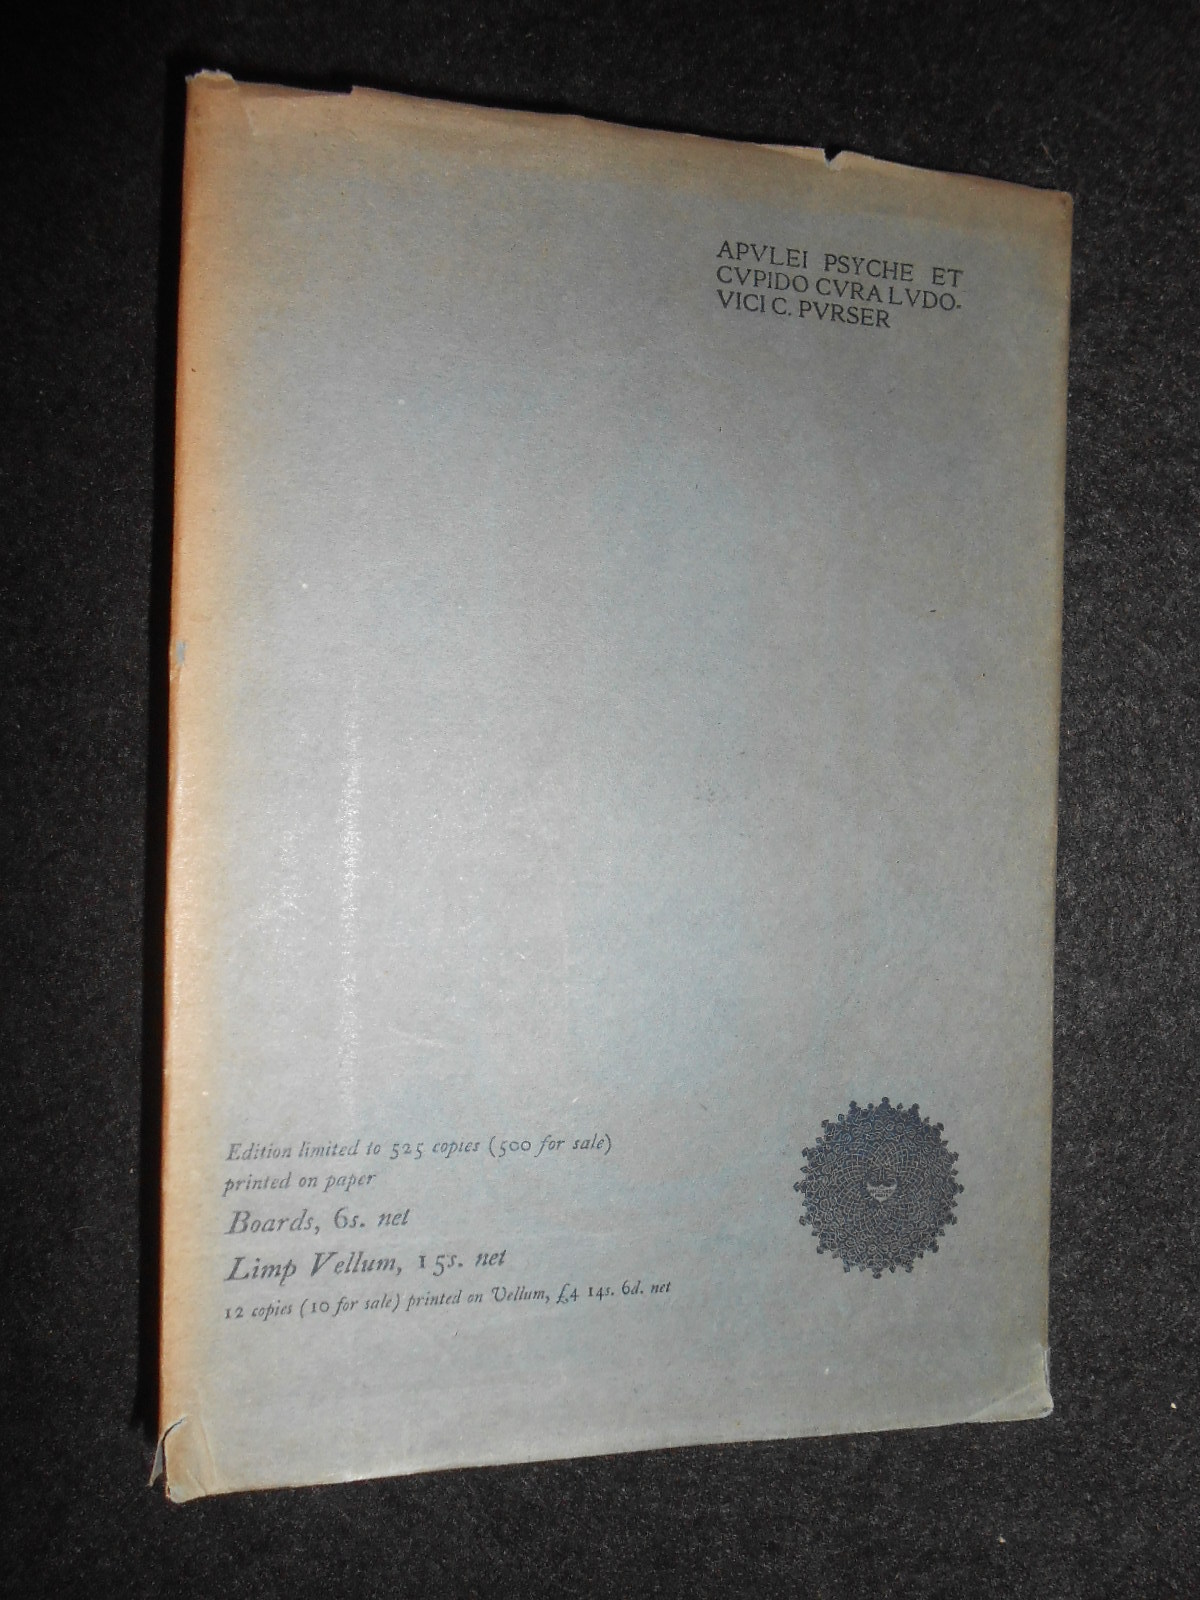 APVLEI PSYCHE ET
CVPIDO CVRA LVDO-
VICI C. PVRSER
Edition limited to 525 copies (500 for sale)
printed on paper
Boards, 6s. net
Limp Vellum, 15s. net
12 copies (10 for sale) printed on Vellum, £4 14s. 6d. net